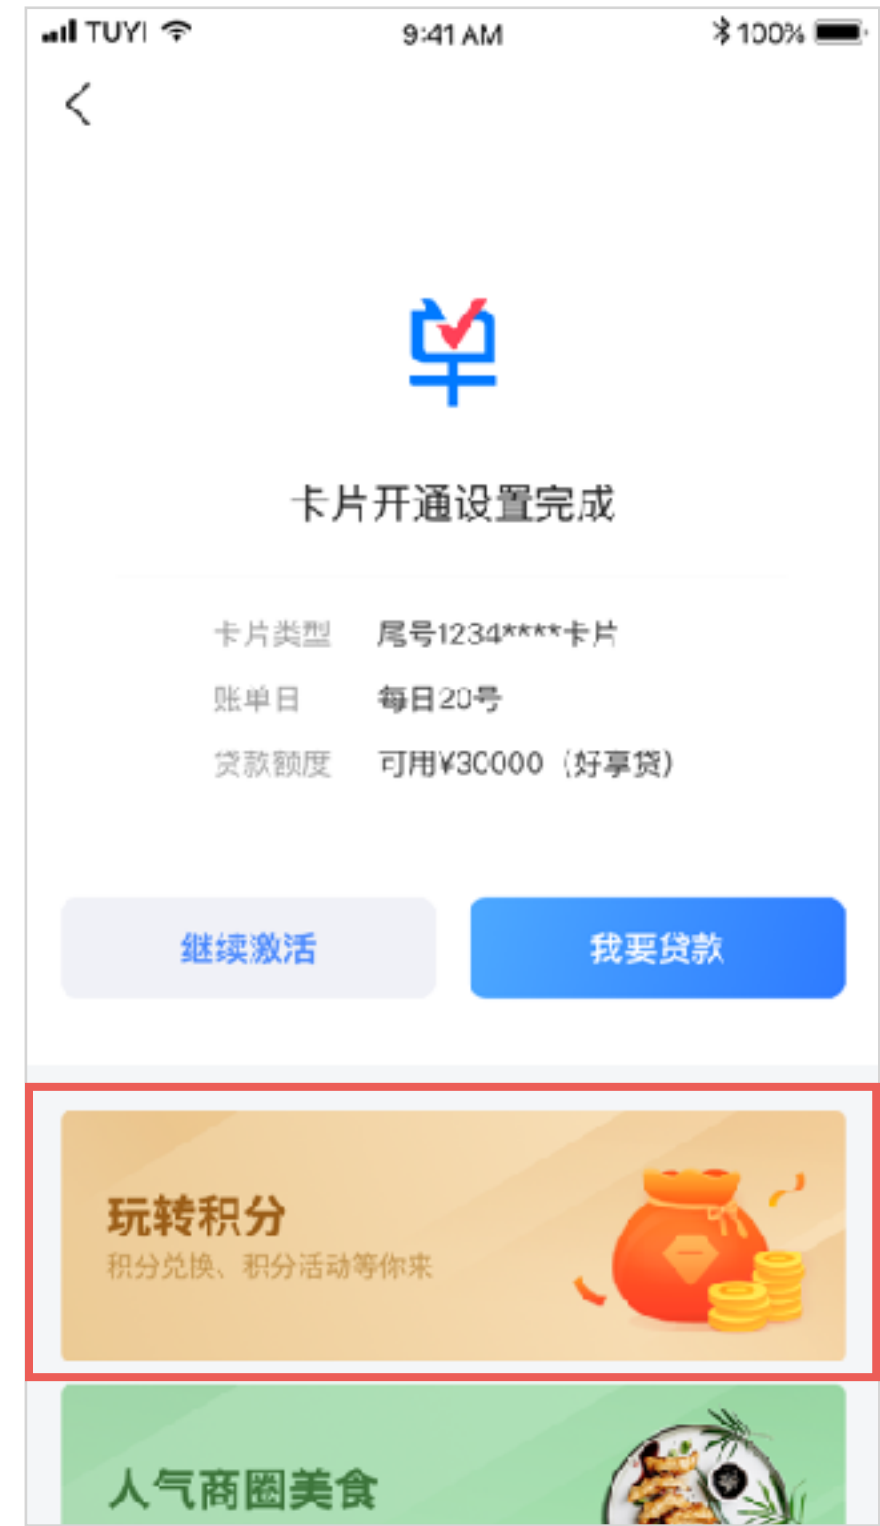 TUYI 9:41 AM 100%
卡片开通设置完成
卡片类型 尾号1234****卡片
账单日 每日20号
贷款额度 可用¥30000（好享贷）
继续激活 我要贷款
玩转积分
积分兑换、积分活动等你来
人气商圈美食